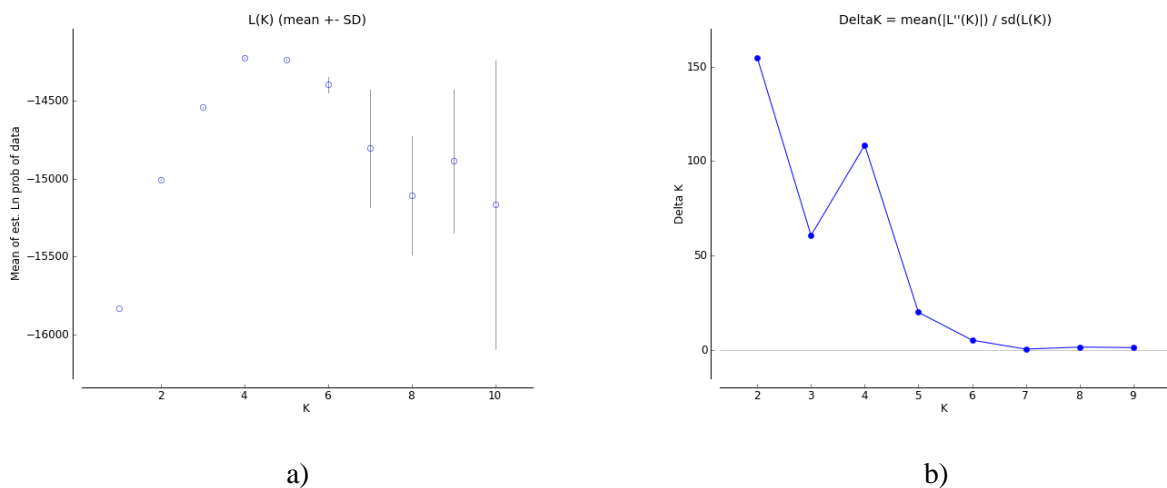 L(K) (mean +- SD)
Mean of est. Ln prob of data
−14500
−15000
−15500
−16000
2
4
6
8
10
K
a)
DeltaK = mean(|L''(K)|) / sd(L(K))
Delta K
150
100
50
0
2
3
4
5
6
7
8
9
K
b)